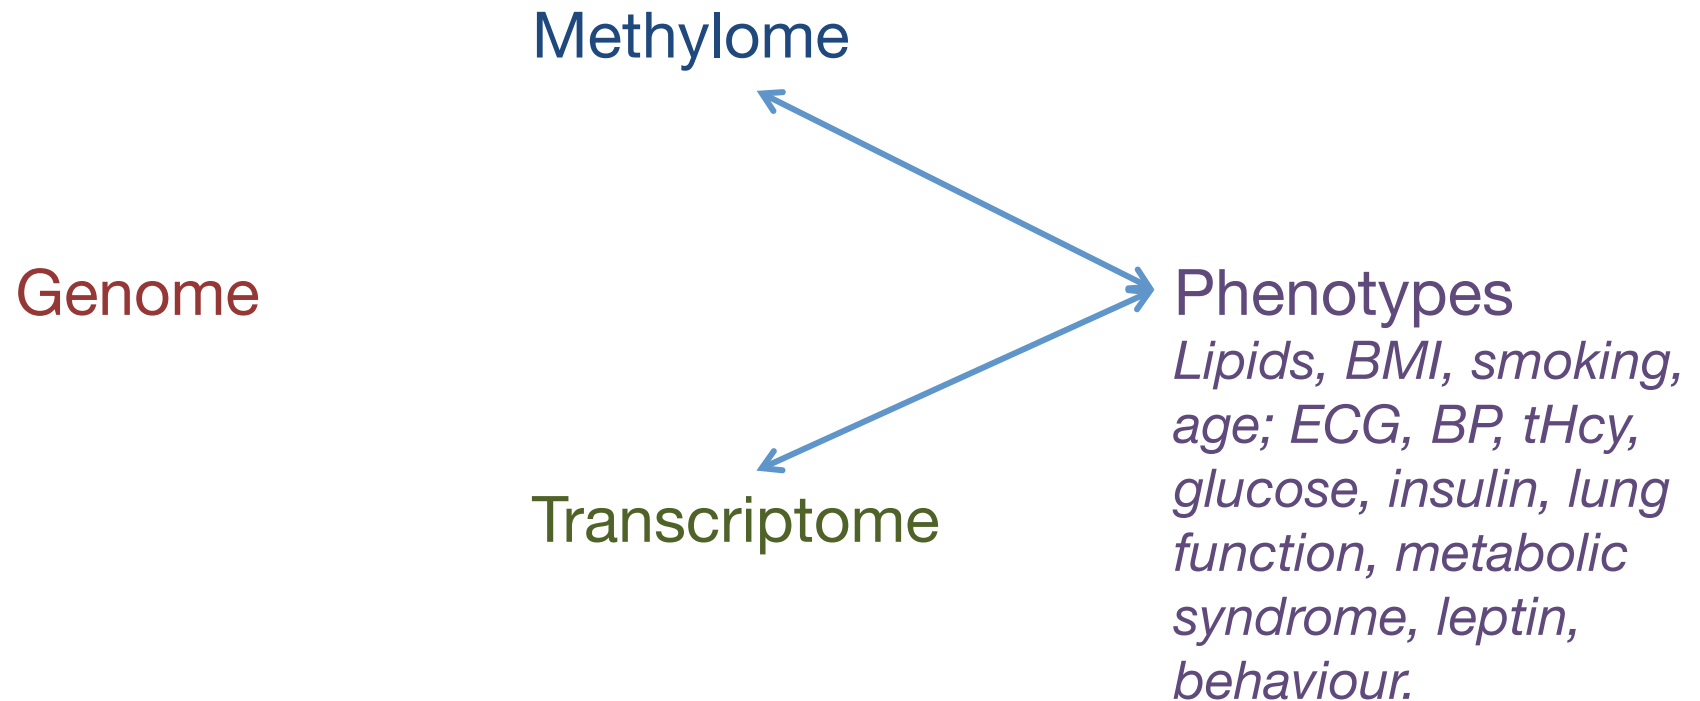 Methylome
Genome
Phenotypes
Lipids, BMI, smoking,
age; ECG, BP, tHcy,
glucose, insulin, lung
function, metabolic
syndrome, leptin,
behaviour.
Transcriptome